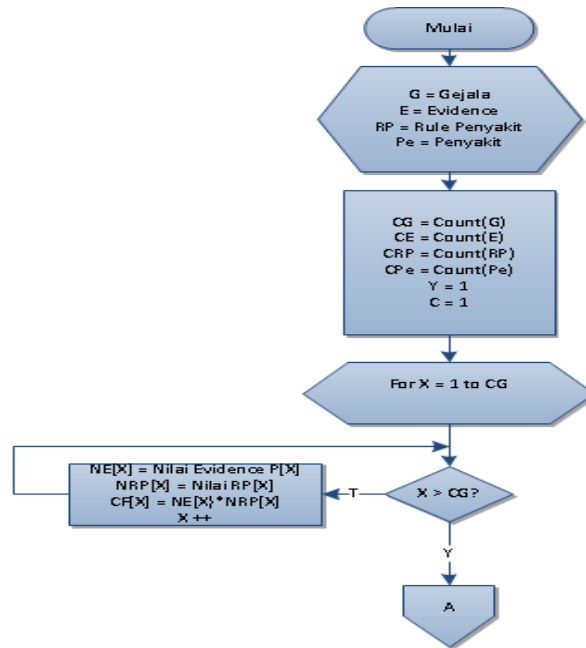 Mulai
G = Gejala
E = Evidence
RP = Rule Penyakit
Pe = Penyakit
CG = Count(G)
CE = Count(E)
CRP = Count(RP)
CPe = Count(Pe)
Y = 1
C = 1
For X = 1 to CG
NE[X] = Nilai Evidence P[X]
NRP[X] = Nilai RP[X]
CF[X] = NE[X}*NRP[X]
X ++
T
X > CG?
Y
A